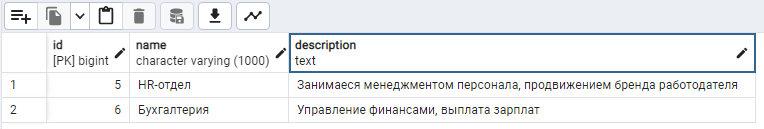 id name description
[PK] bigint character varying (1000) text
1 5 HR-отдел Занимаеся менеджментом персонала, продвижением бренда работодателя
2 6 Бухгалтерия Управление финансами, выплата зарплат